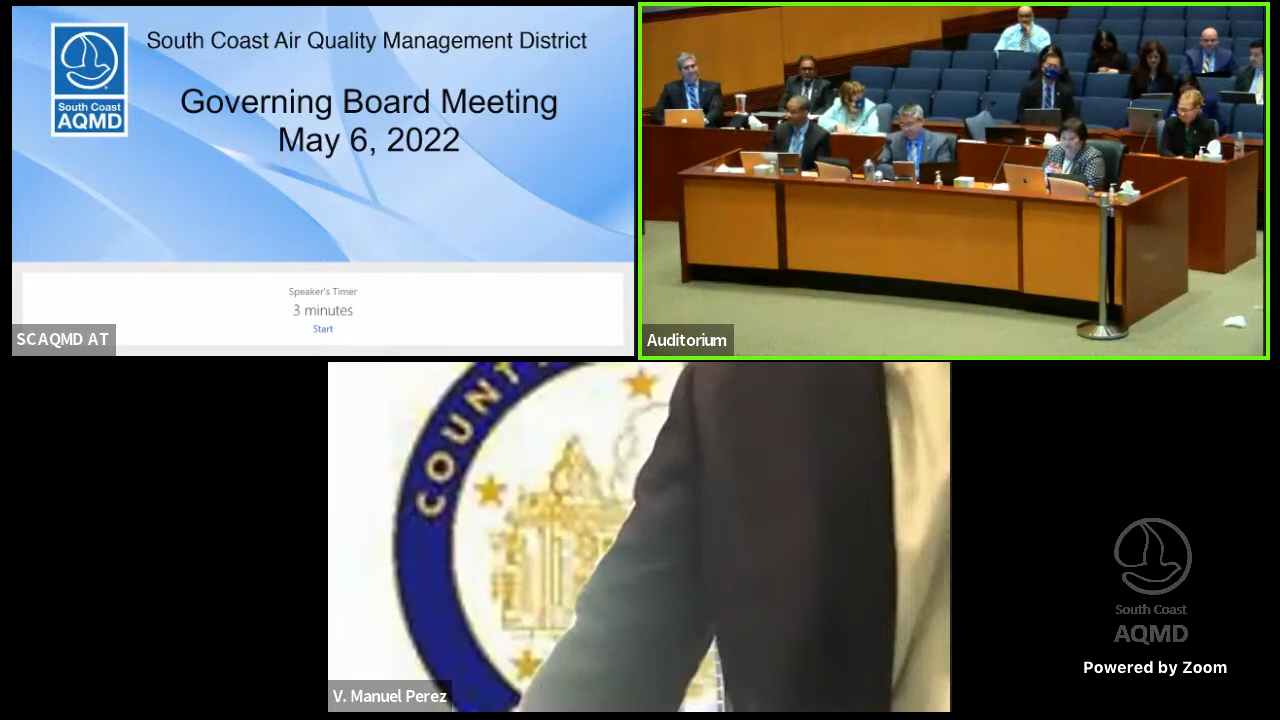 South Coast
AQMD
South Coast Air Quality Management District
Governing Board Meeting
May 6, 2022
Speaker's Timer
3 minutes
Start
SCAQMD AT
Auditorium
COUNT
V. Manuel Perez
South Coast
AQMD
Powered by Zoom